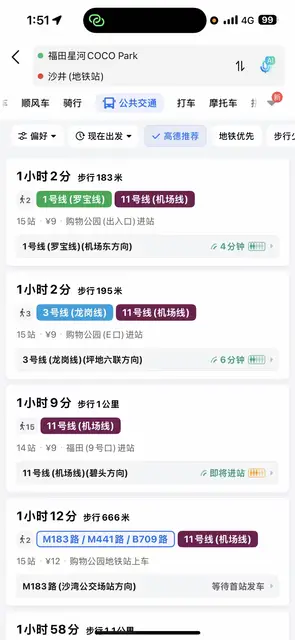 1:51 4G 99
福田星河COCO Park
沙井(地铁站)
AI
顺风车 骑行 公共交通 打车 摩托车
新
偏好 现在出发 高德推荐 地铁优先 步行
1小时2分 步行183米
2 1号线(罗宝线) 11号线(机场线)
15站 · ¥9 · 购物公园(出入口)进站
1号线(罗宝线)(机场东方向) 4分钟
1小时2分 步行195米
3 3号线(龙岗线) 11号线(机场线)
15站 · ¥9 · 购物公园(E口)进站
3号线(龙岗线)(坪地六联方向) 6分钟
1小时9分 步行1公里
15 11号线(机场线)
14站 · ¥9 · 福田(9号口)进站
11号线(机场线)(碧头方向) 即将进站
1小时12分 步行666米
2 M183路 / M441路 / B709路 11号线(机场线)
15站 · ¥12 · 购物公园地铁站上车
M183路(沙湾公交场站方向) 等待首站发车
1小时58分 步行1.1公里